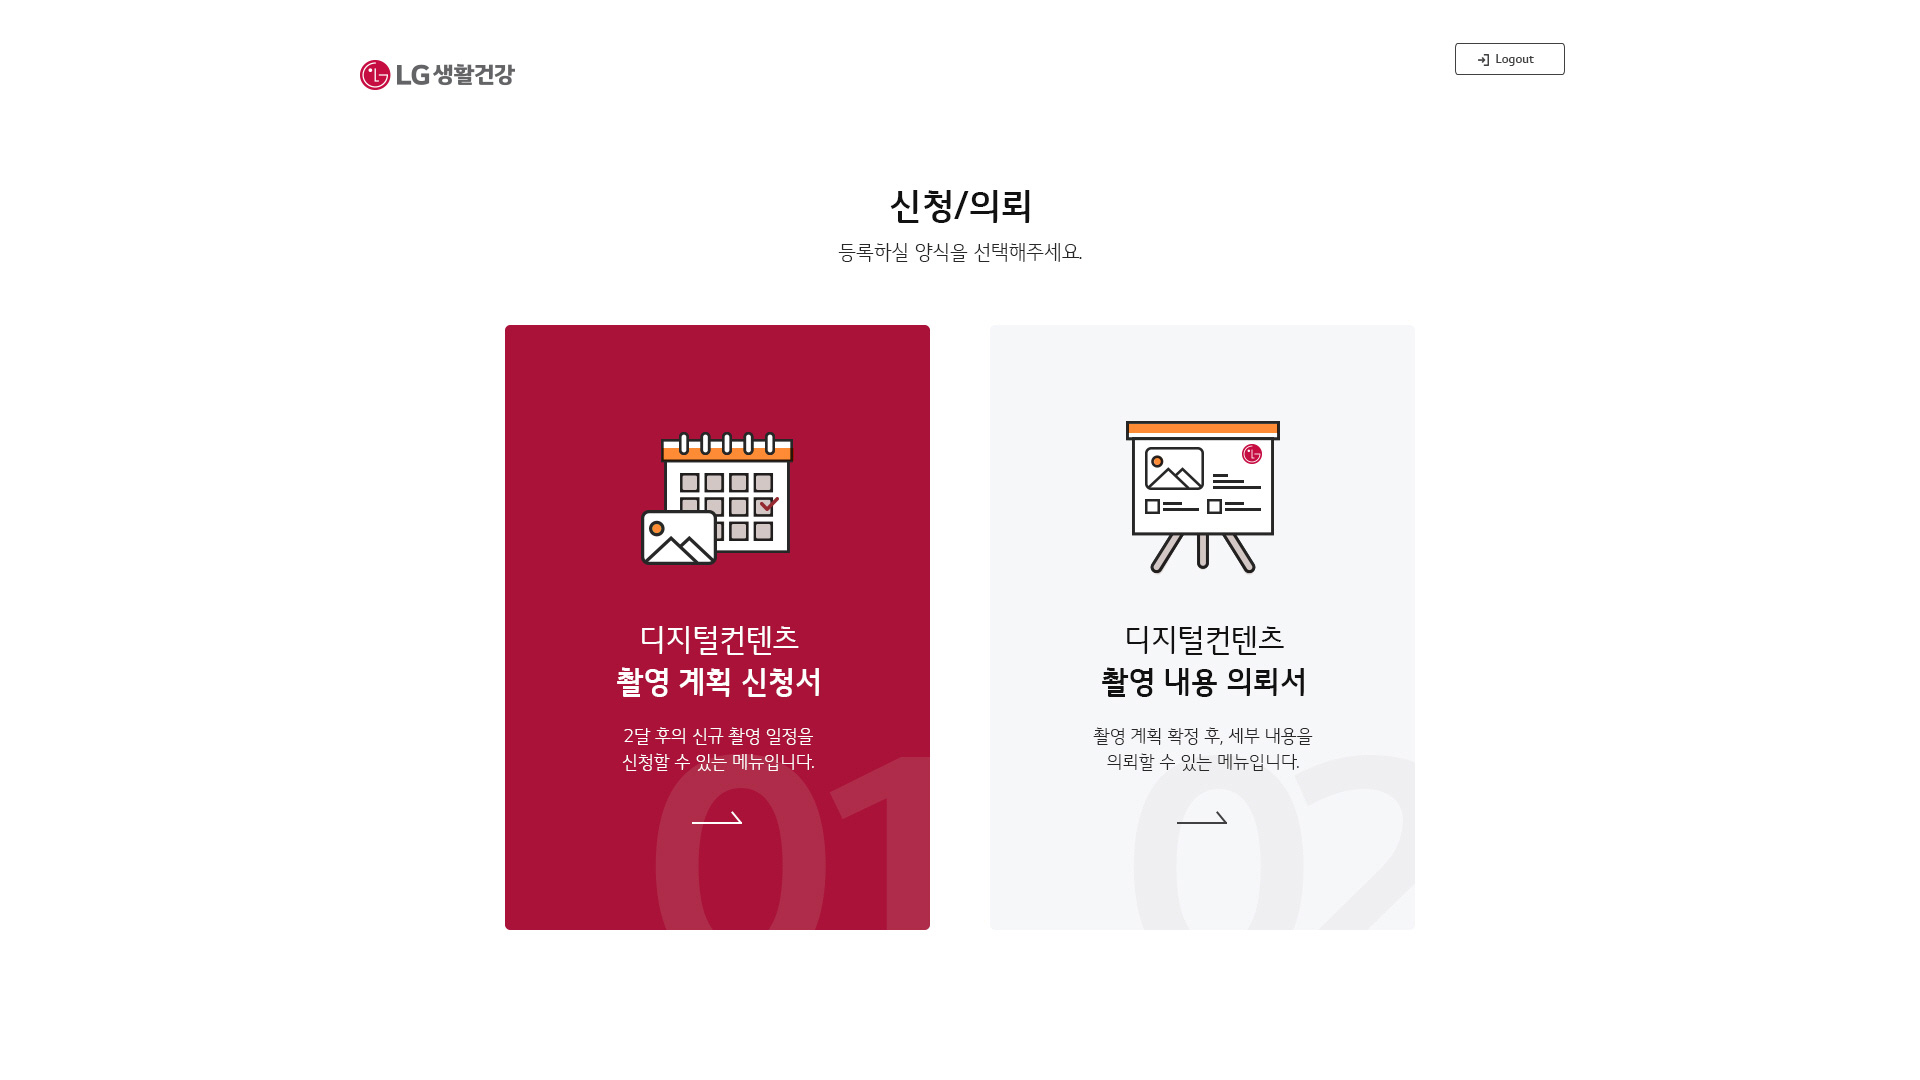 LG생활건강
Logout
신청/의뢰
등록하실 양식을 선택해주세요.
디지털컨텐츠
촬영 계획 신청서
2달 후의 신규 촬영 일정을
신청할 수 있는 메뉴입니다.
01
디지털컨텐츠
촬영 내용 의뢰서
촬영 계획 확정 후, 세부 내용을
의뢰할 수 있는 메뉴입니다.
02